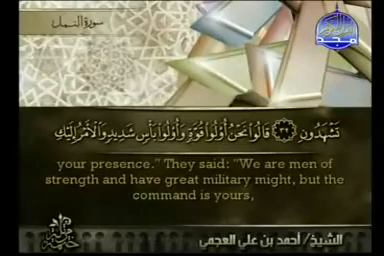 سورة النمل
تَشْهَدُونِ ﴿٣٢﴾ قَالُوا نَحْنُ أُولُوا قُوَّةٍ وَأُولُوا بَأْسٍ شَدِيدٍ وَالْأَمْرُ إِلَيْكِ
your presence." They said: "We are men of
strength and have great military might, but the
command is yours,
الشيخ/ أحمد بن علي العجمي